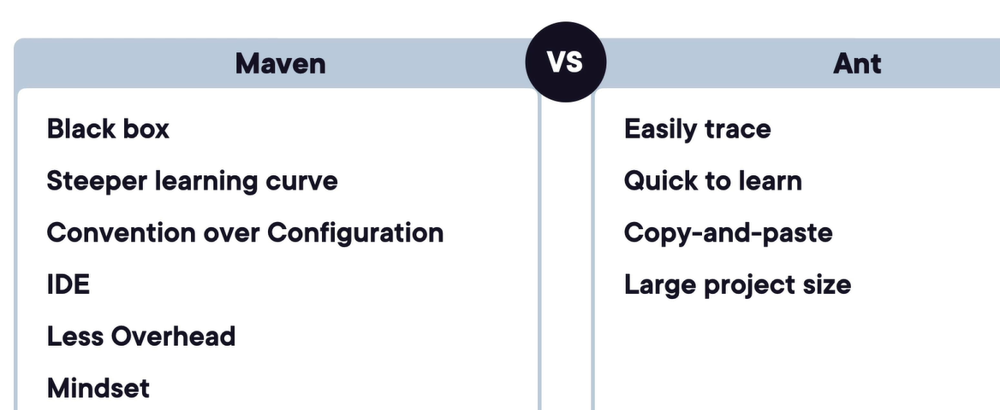 Maven
VS
Ant
Black box
Steeper learning curve
Convention over Configuration
IDE
Less Overhead
Mindset
Easily trace
Quick to learn
Copy-and-paste
Large project size